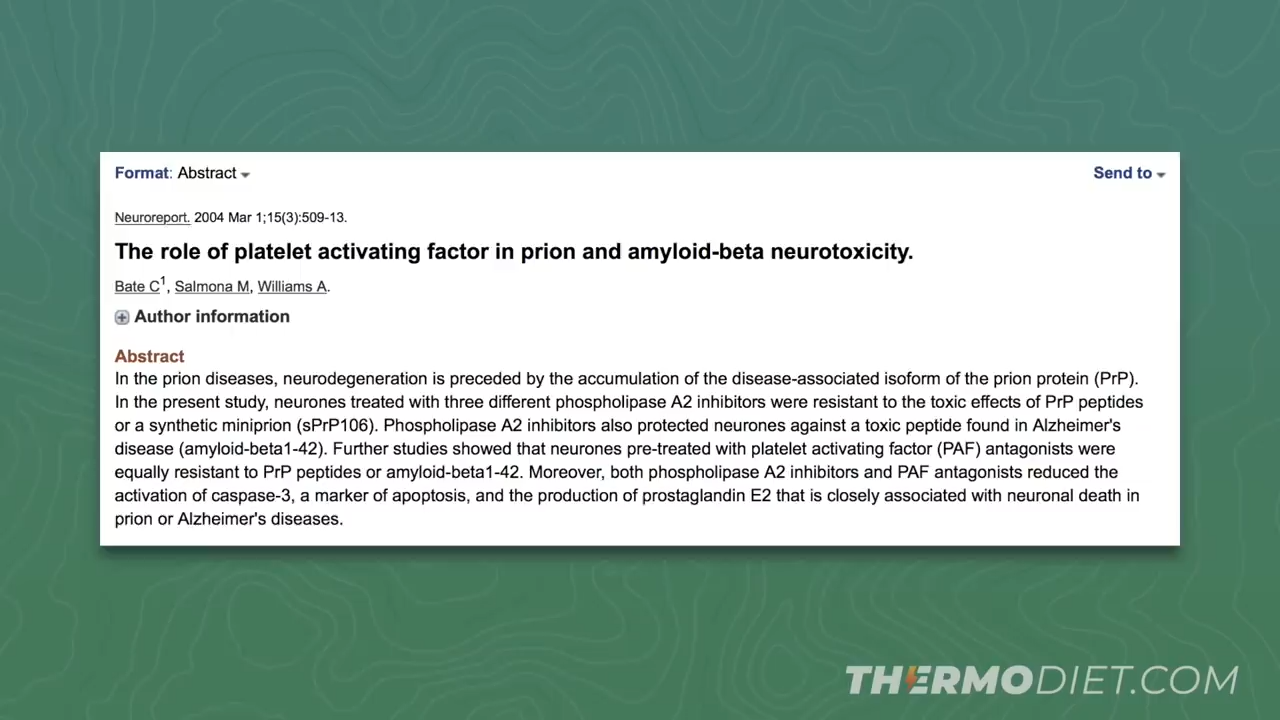 Format: Abstract
Send to
Neuroreport. 2004 Mar 1;15(3):509-13.
The role of platelet activating factor in prion and amyloid-beta neurotoxicity.
Bate C1, Salmona M, Williams A.
Author information
Abstract
In the prion diseases, neurodegeneration is preceded by the accumulation of the disease-associated isoform of the prion protein (PrP).
In the present study, neurones treated with three different phospholipase A2 inhibitors were resistant to the toxic effects of PrP peptides
or a synthetic miniprion (sPrP106). Phospholipase A2 inhibitors also protected neurones against a toxic peptide found in Alzheimer's
disease (amyloid-beta1-42). Further studies showed that neurones pre-treated with platelet activating factor (PAF) antagonists were
equally resistant to PrP peptides or amyloid-beta1-42. Moreover, both phospholipase A2 inhibitors and PAF antagonists reduced the
activation of caspase-3, a marker of apoptosis, and the production of prostaglandin E2 that is closely associated with neuronal death in
prion or Alzheimer's diseases.
THERMODIET.COM